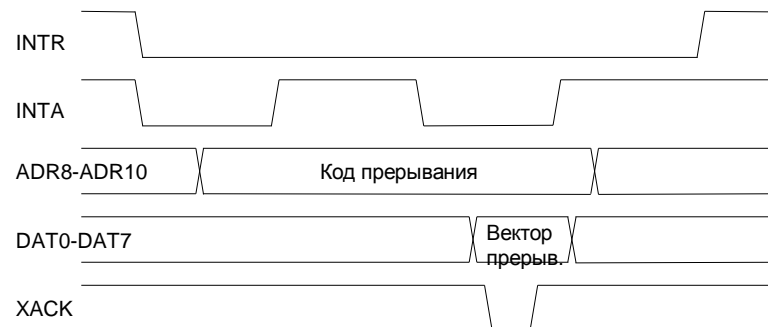 INTR
INTA
ADR8-ADR10
Код прерывания
DAT0-DAT7
Вектор
прерыв.
XACK